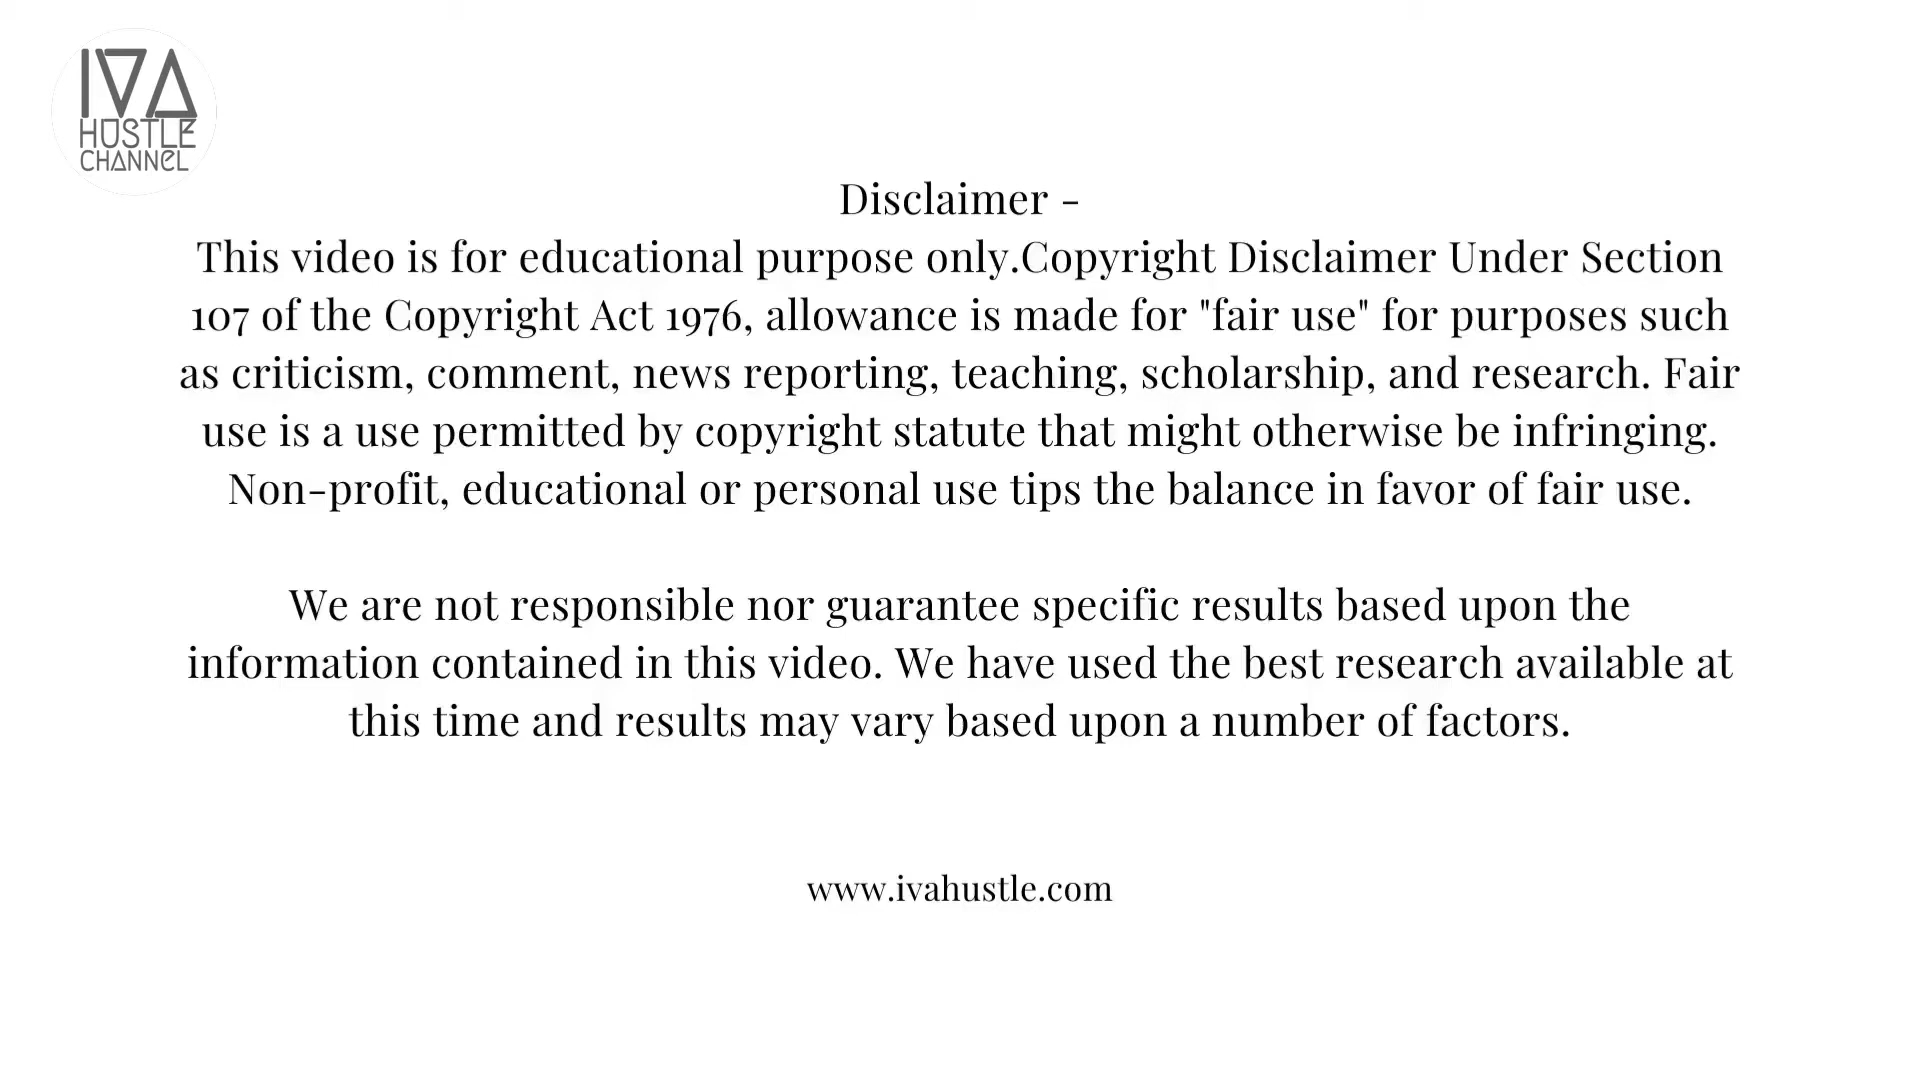 IVA
HUSTLE
CHANNEL
Disclaimer -
This video is for educational purpose only.Copyright Disclaimer Under Section
107 of the Copyright Act 1976, allowance is made for "fair use" for purposes such
as criticism, comment, news reporting, teaching, scholarship, and research. Fair
use is a use permitted by copyright statute that might otherwise be infringing.
Non-profit, educational or personal use tips the balance in favor of fair use.
We are not responsible nor guarantee specific results based upon the
information contained in this video. We have used the best research available at
this time and results may vary based upon a number of factors.
www.ivahustle.com